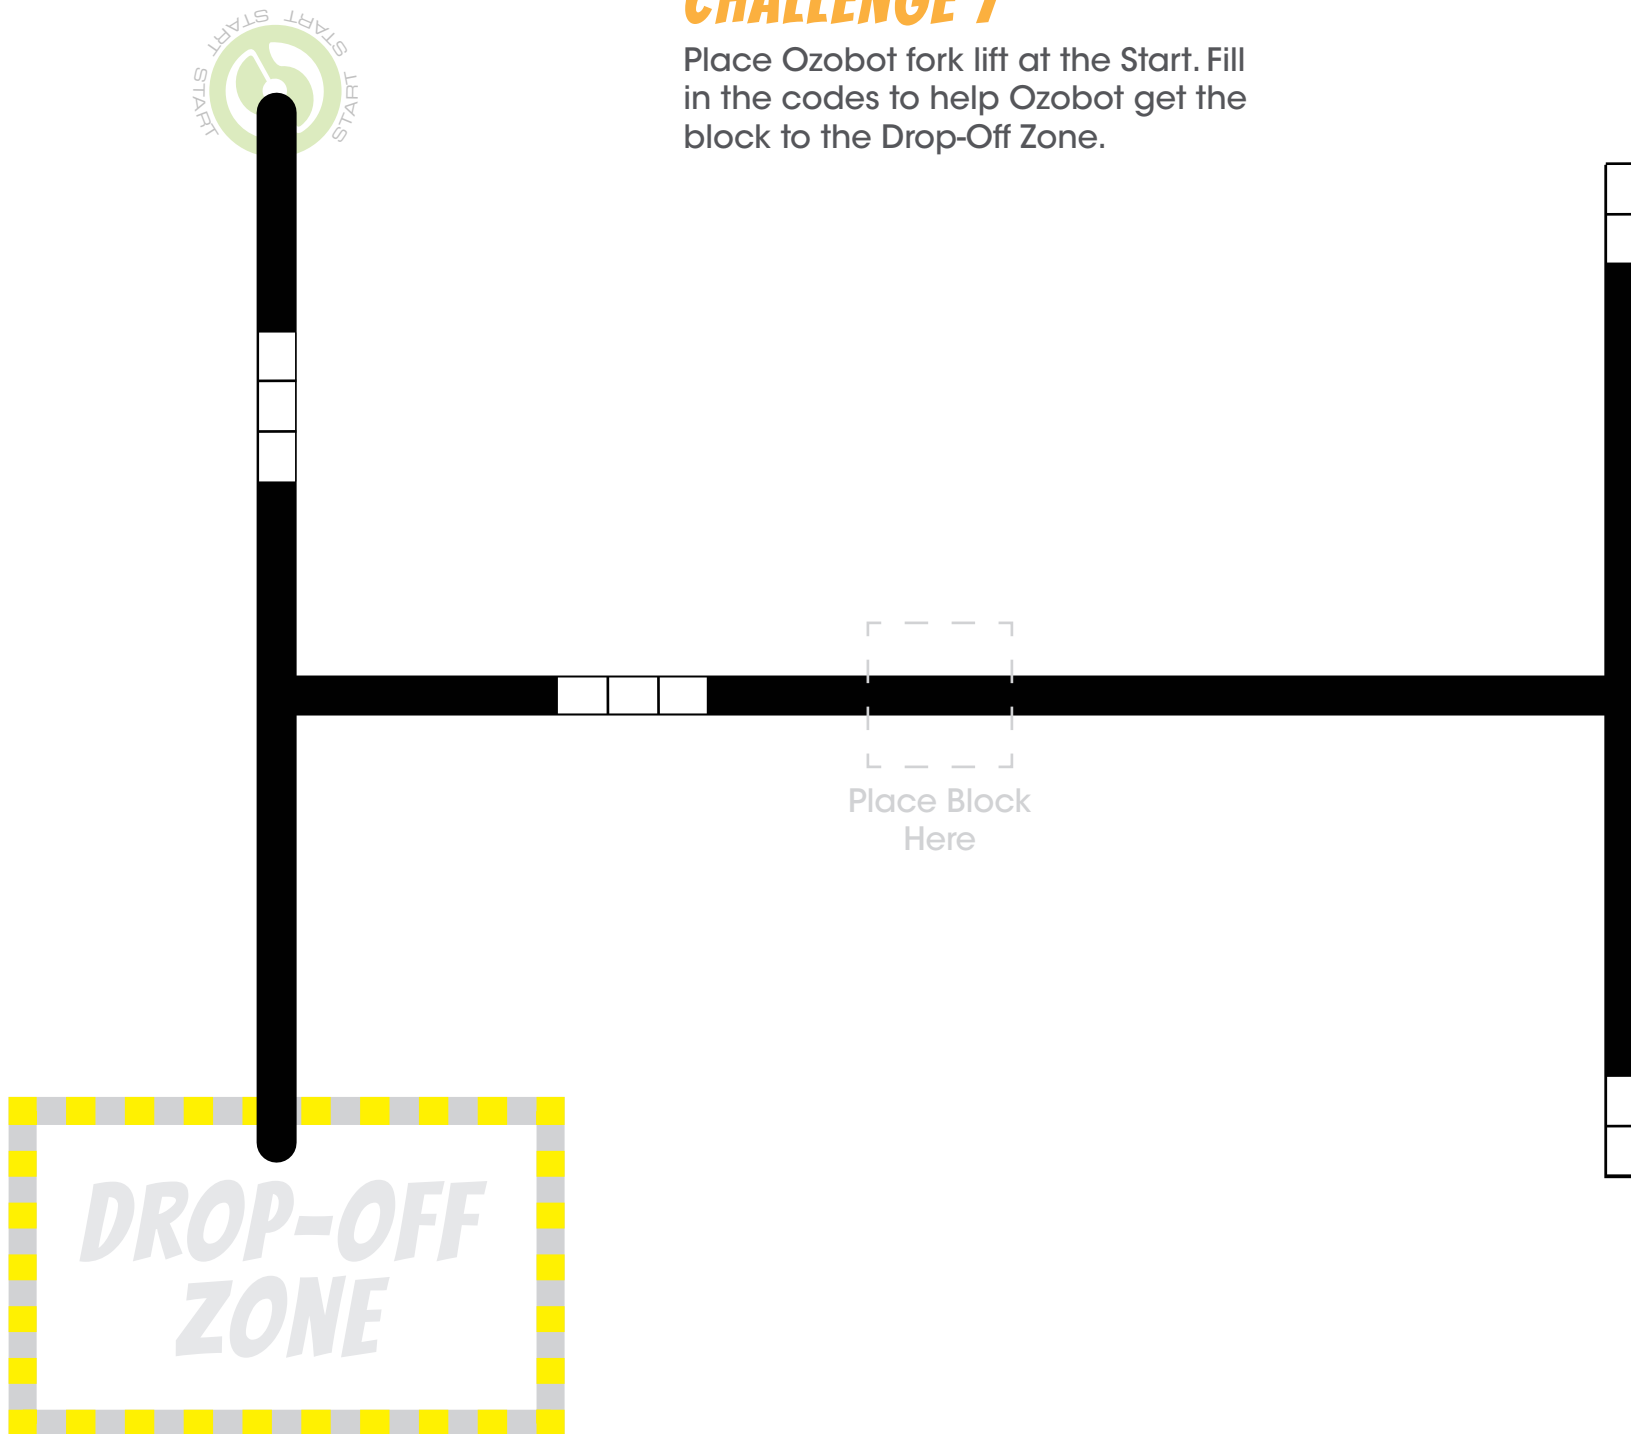 START START START START
CHALLENGE 7
Place Ozobot fork lift at the Start. Fill
in the codes to help Ozobot get the
block to the Drop-Off Zone.
Place Block
Here
DROP-OFF
ZONE